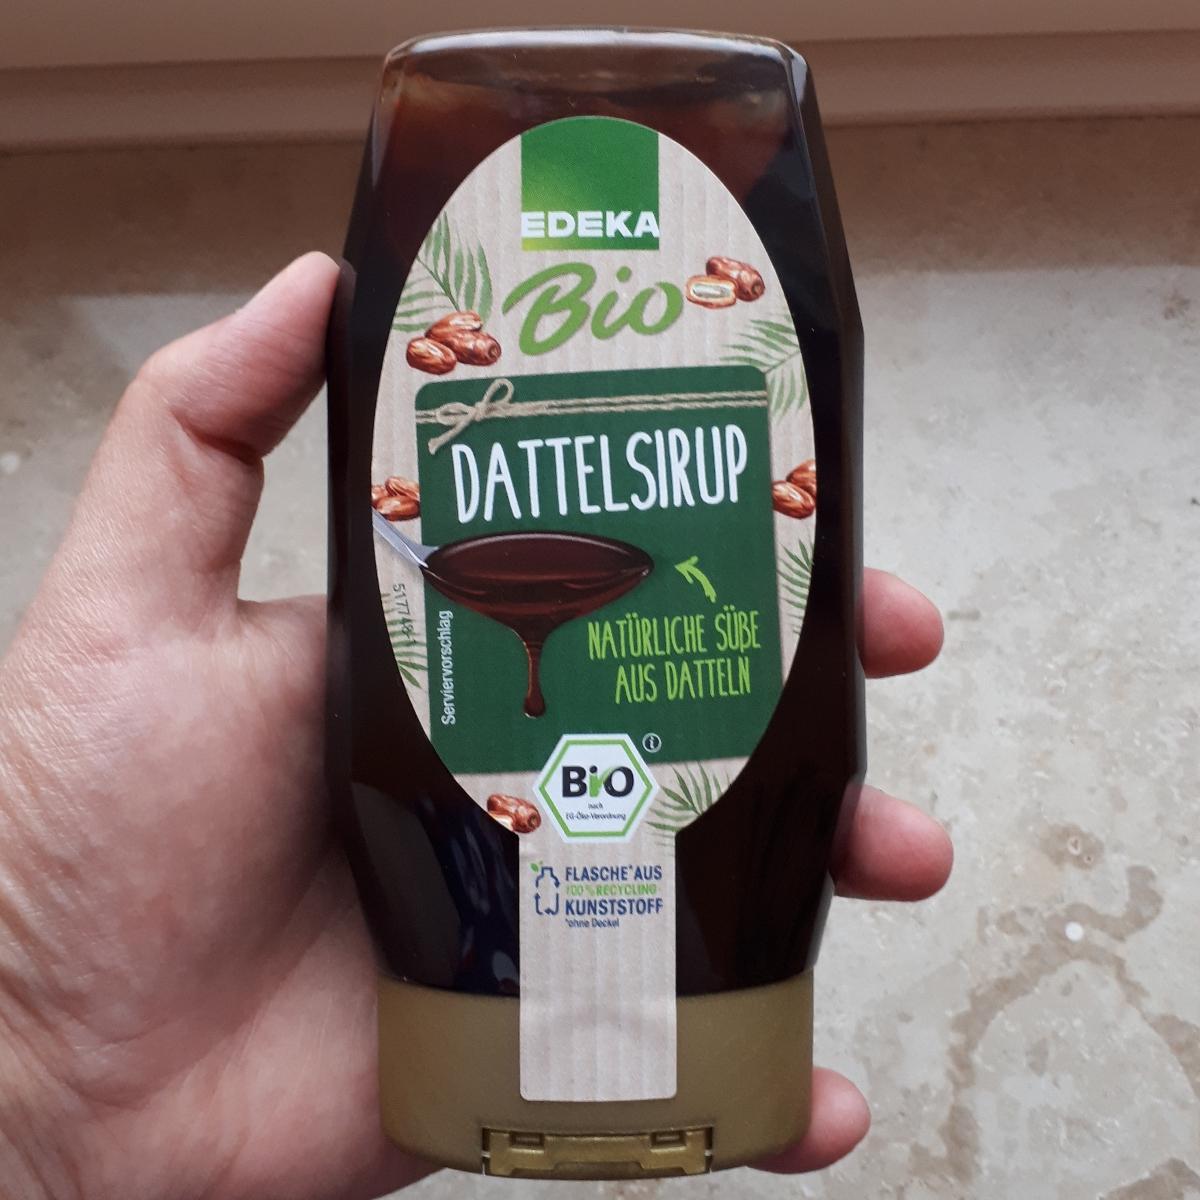 EDEKA
Bio
DATTELSIRUP
NATÜRLICHE SÜßE
AUS DATTELN
Serviervorschlag
BiO
nach
EG-Öko-Verordnung
FLASCHE*AUS
100% RECYCLING-
KUNSTSTOFF
*ohne Deckel